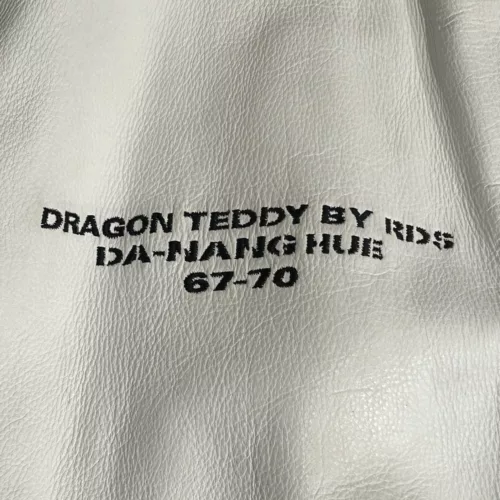 DRAGON TEDDY BY RDS
DA-NANG HUE
67-70